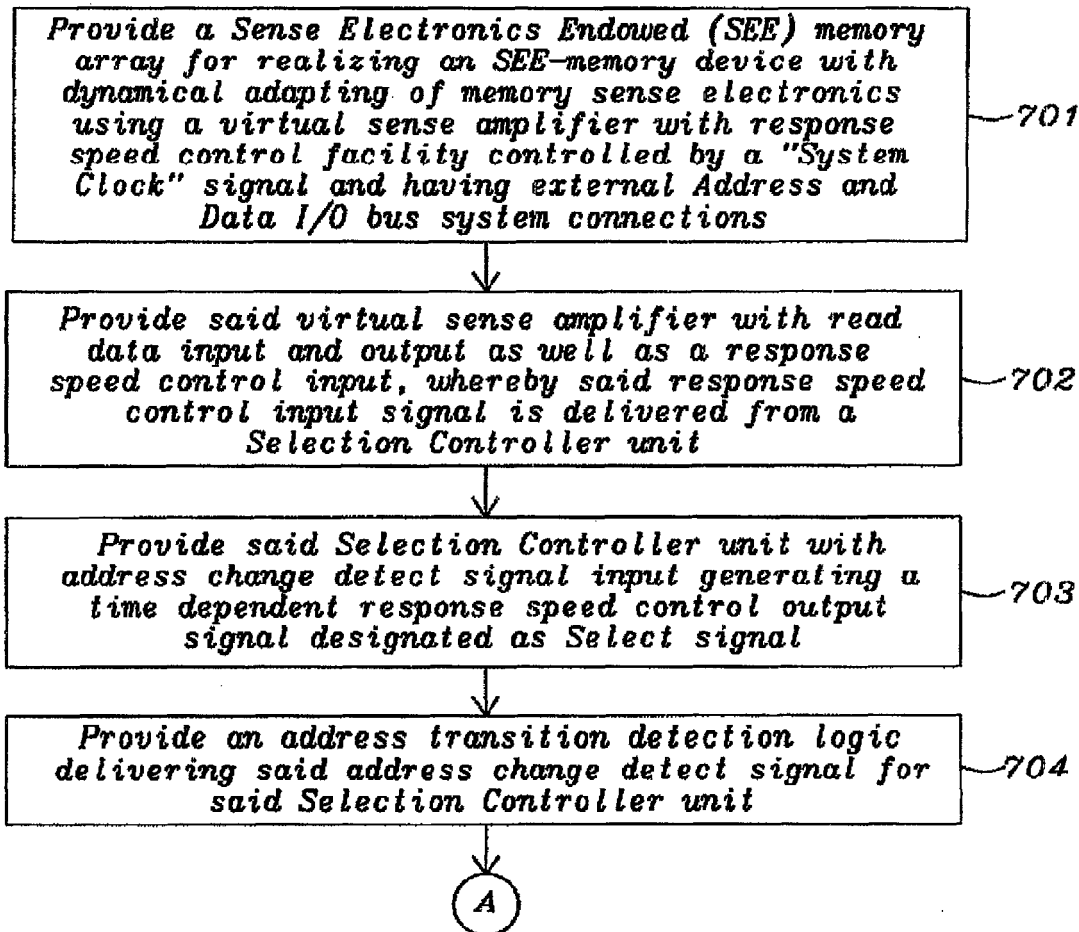 Provide a Sense Electronics Endowed (SEE) memory
array for realizing an SEE-memory device with
dynamical adapting of memory sense electronics
using a virtual sense amplifier with response
speed control facility controlled by a "System
Clock" signal and having external Address and
Data I/O bus system connections
701
Provide said virtual sense amplifier with read
data input and output as well as a response
speed control input, whereby said response speed
control input signal is delivered from a
Selection Controller unit
702
Provide said Selection Controller unit with
address change detect signal input generating a
time dependent response speed control output
signal designated as Select signal
703
Provide an address transition detection logic
delivering said address change detect signal for
said Selection Controller unit
704
A